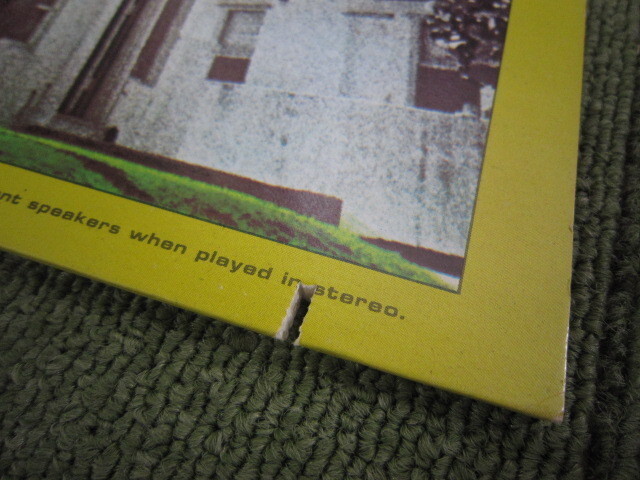 speakers when played in stereo.